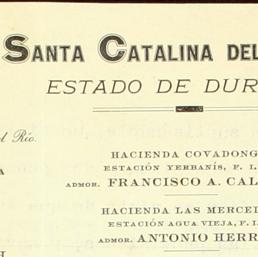 SANTA CATALINA DEL
ESTADO DE DUR
el Río.
HACIENDA COVADONG
ESTACIÓN YERBANÍS, F. I.
ADMOR. FRANCISCO A. CAL
HACIENDA LAS MERCED
ESTACIÓN AGUA VIEJA, F. I.
ADMOR. ANTONIO HERR